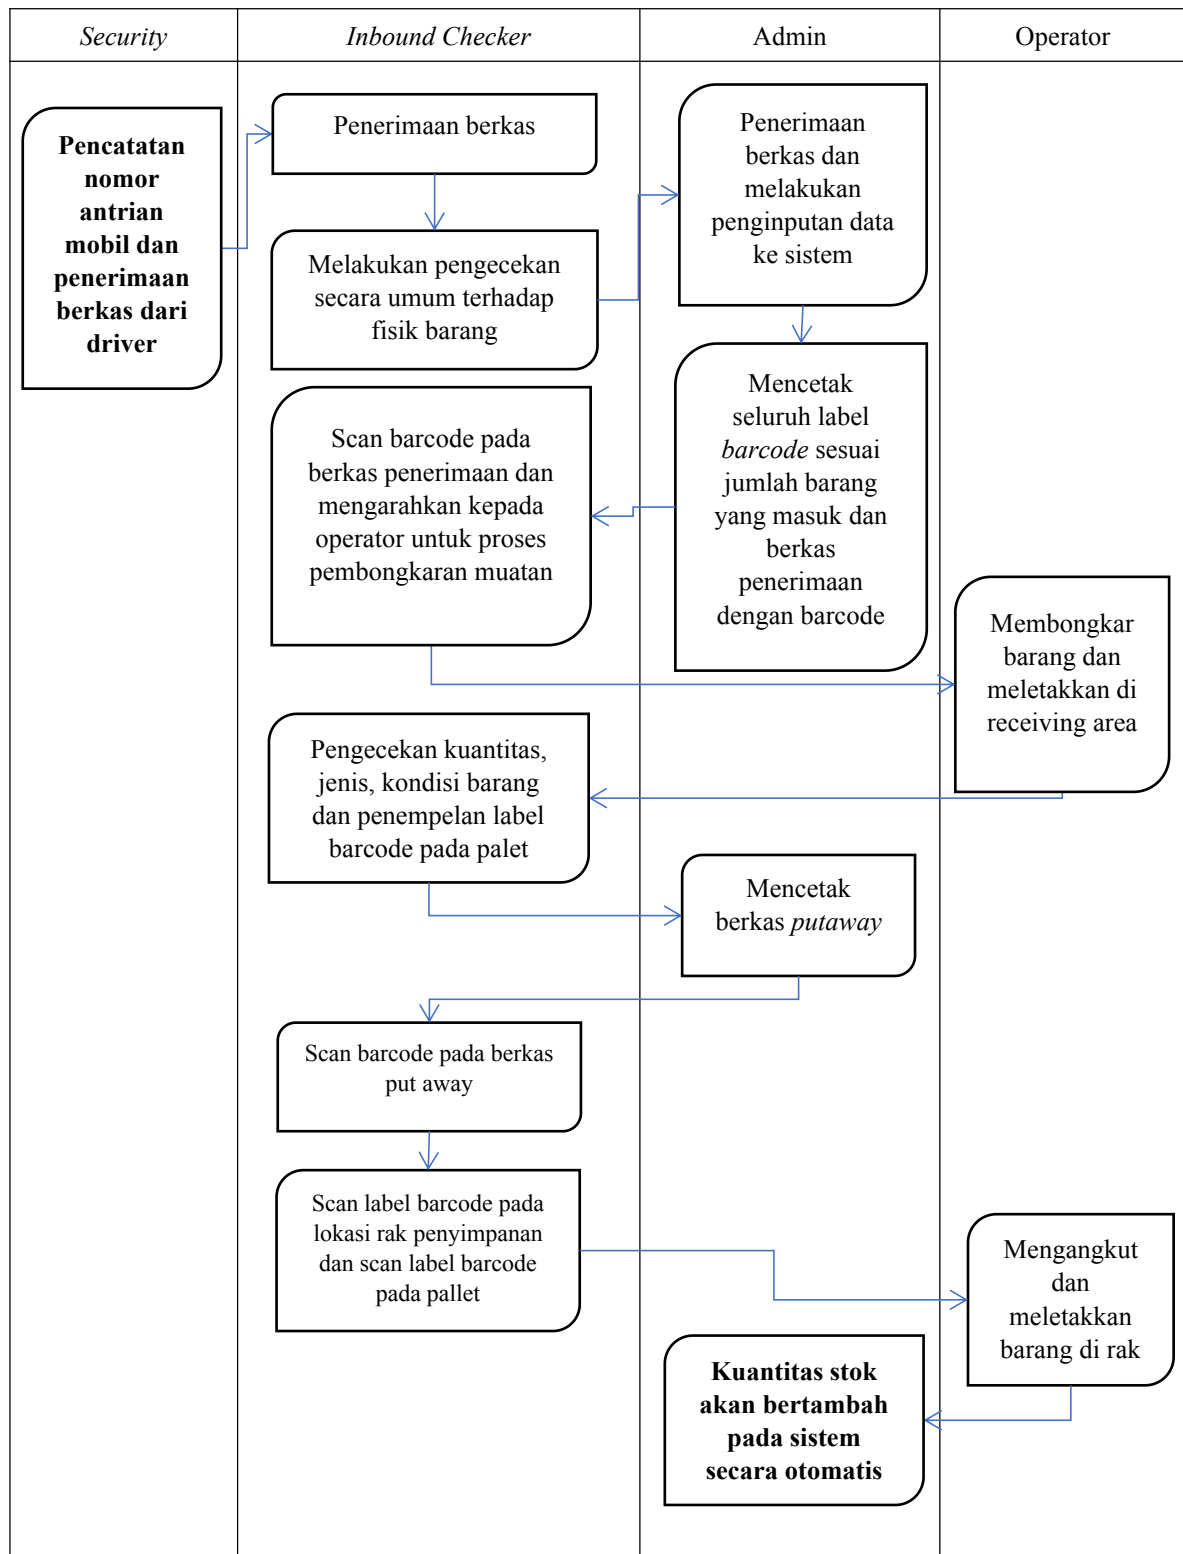 Security
Inbound Checker
Admin
Operator
Pencatatan
nomor
antrian
mobil dan
penerimaan
berkas dari
driver
Penerimaan berkas
Melakukan pengecekan
secara umum terhadap
fisik barang
Penerimaan
berkas dan
melakukan
penginputan data
ke sistem
Mencetak
seluruh label
barcode sesuai
jumlah barang
yang masuk dan
berkas
penerimaan
dengan barcode
Scan barcode pada
berkas penerimaan dan
mengarahkan kepada
operator untuk proses
pembongkaran muatan
Membongkar
barang dan
meletakkan di
receiving area
Pengecekan kuantitas,
jenis, kondisi barang
dan penempelan label
barcode pada palet
Mencetak
berkas putaway
Scan barcode pada berkas
put away
Scan label barcode pada
lokasi rak penyimpanan
dan scan label barcode
pada pallet
Mengangkut
dan
meletakkan
barang di rak
Kuantitas stok
akan bertambah
pada sistem
secara otomatis